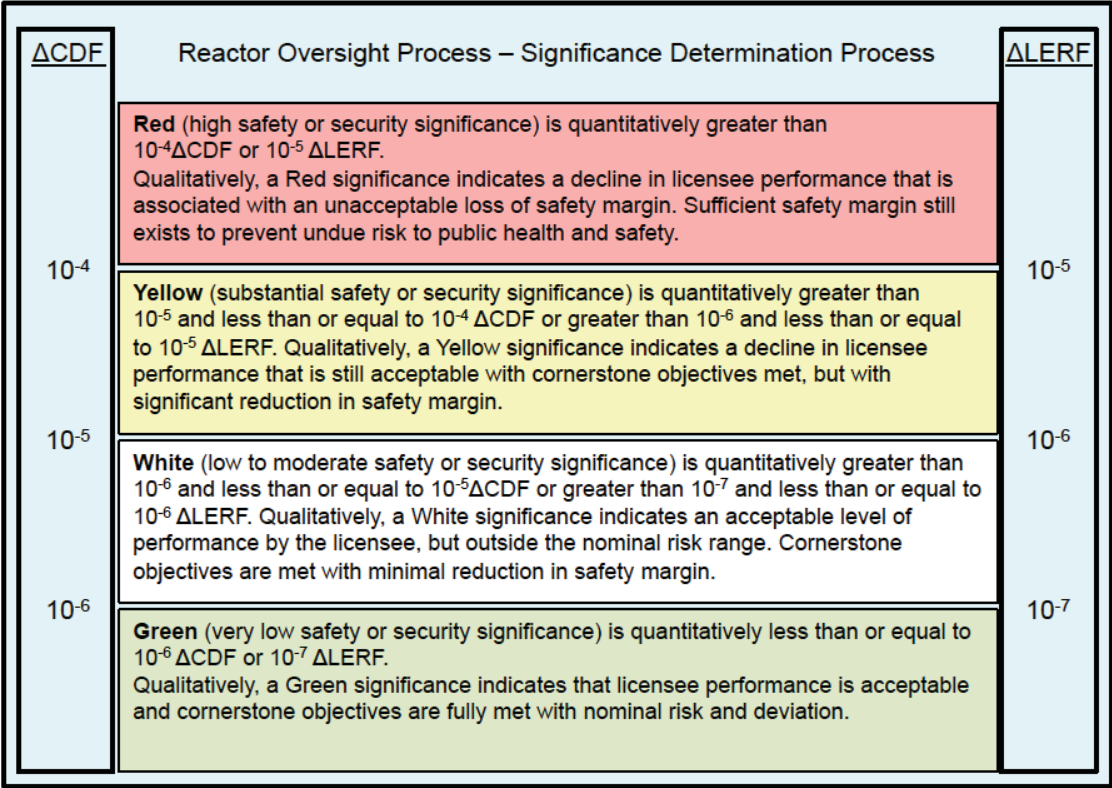 ΔCDF
Reactor Oversight Process – Significance Determination Process
ΔLERF
Red (high safety or security significance) is quantitatively greater than
10⁻⁴ΔCDF or 10⁻⁵ ΔLERF.
Qualitatively, a Red significance indicates a decline in licensee performance that is
associated with an unacceptable loss of safety margin. Sufficient safety margin still
exists to prevent undue risk to public health and safety.
10⁻⁴
10⁻⁵
Yellow (substantial safety or security significance) is quantitatively greater than
10⁻⁵ and less than or equal to 10⁻⁴ ΔCDF or greater than 10⁻⁶ and less than or equal
to 10⁻⁵ ΔLERF. Qualitatively, a Yellow significance indicates a decline in licensee
performance that is still acceptable with cornerstone objectives met, but with
significant reduction in safety margin.
10⁻⁵
10⁻⁶
White (low to moderate safety or security significance) is quantitatively greater than
10⁻⁶ and less than or equal to 10⁻⁵ΔCDF or greater than 10⁻⁷ and less than or equal to
10⁻⁶ ΔLERF. Qualitatively, a White significance indicates an acceptable level of
performance by the licensee, but outside the nominal risk range. Cornerstone
objectives are met with minimal reduction in safety margin.
10⁻⁶
10⁻⁷
Green (very low safety or security significance) is quantitatively less than or equal to
10⁻⁶ ΔCDF or 10⁻⁷ ΔLERF.
Qualitatively, a Green significance indicates that licensee performance is acceptable
and cornerstone objectives are fully met with nominal risk and deviation.